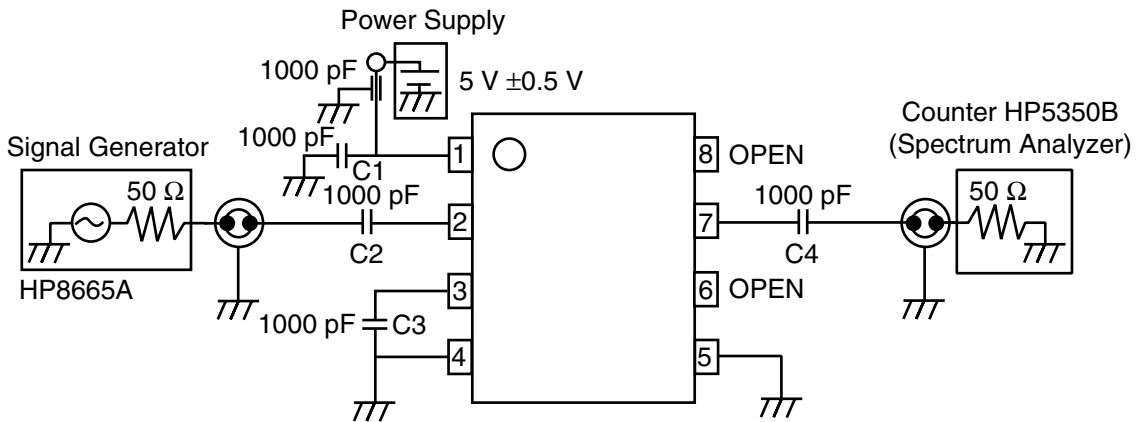 Power Supply
1000 pF
5 V ±0.5 V
1000 pF
C1
Signal Generator
50 Ω
HP8665A
1000 pF
C2
1000 pF
C3
1
2
3
4
8
7
6
5
OPEN
OPEN
1000 pF
C4
Counter HP5350B
(Spectrum Analyzer)
50 Ω